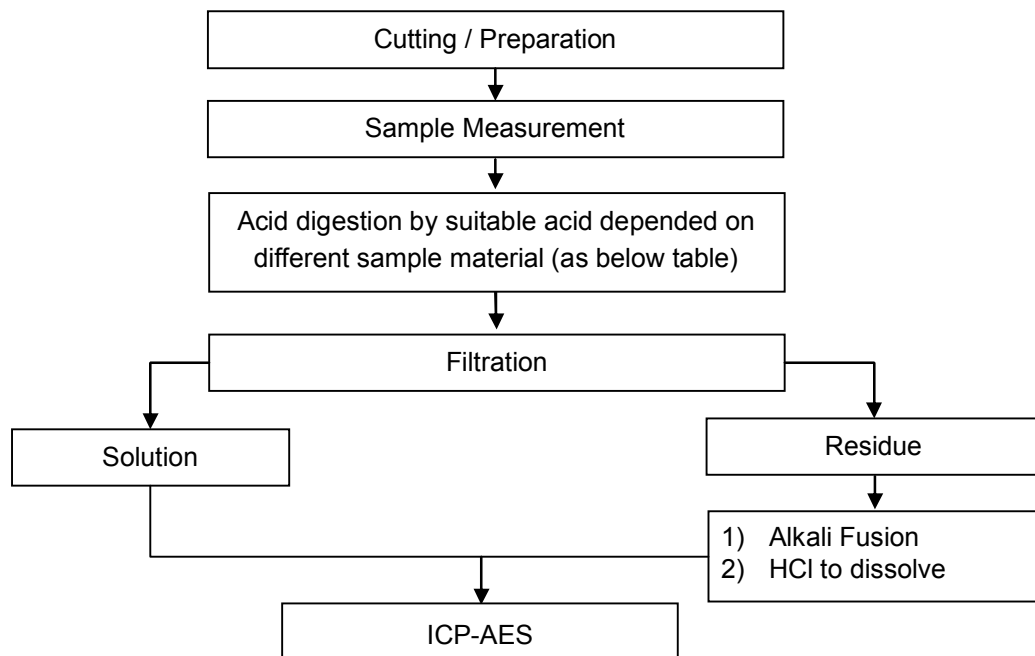 Cutting / Preparation
Sample Measurement
Acid digestion by suitable acid depended on
different sample material (as below table)
Filtration
Solution
Residue
1) Alkali Fusion
2) HCl to dissolve
ICP-AES